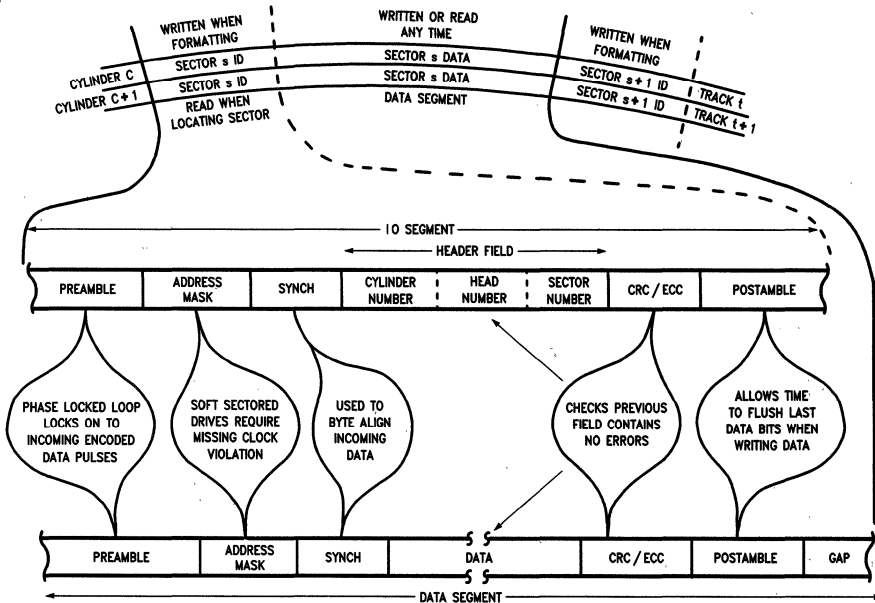 WRITTEN WHEN
FORMATTING
WRITTEN OR READ
ANY TIME
WRITTEN WHEN
FORMATTING
CYLINDER C
SECTOR s ID
SECTOR s DATA
SECTOR s+1 ID
TRACK t
CYLINDER C+1
SECTOR s ID
SECTOR s DATA
SECTOR s+1 ID
TRACK t+1
READ WHEN
LOCATING SECTOR
DATA SEGMENT
IO SEGMENT
HEADER FIELD
PREAMBLE
ADDRESS
MASK
SYNCH
CYLINDER
NUMBER
HEAD
NUMBER
SECTOR
NUMBER
CRC/ECC
POSTAMBLE
PHASE LOCKED LOOP
LOCKS ON TO
INCOMING ENCODED
DATA PULSES
SOFT SECTORED
DRIVES REQUIRE
MISSING CLOCK
VIOLATION
USED TO
BYTE ALIGN
INCOMING
DATA
CHECKS PREVIOUS
FIELD CONTAINS
NO ERRORS
ALLOWS TIME
TO FLUSH LAST
DATA BITS WHEN
WRITING DATA
PREAMBLE
ADDRESS
MASK
SYNCH
DATA
CRC/ECC
POSTAMBLE
GAP
DATA SEGMENT